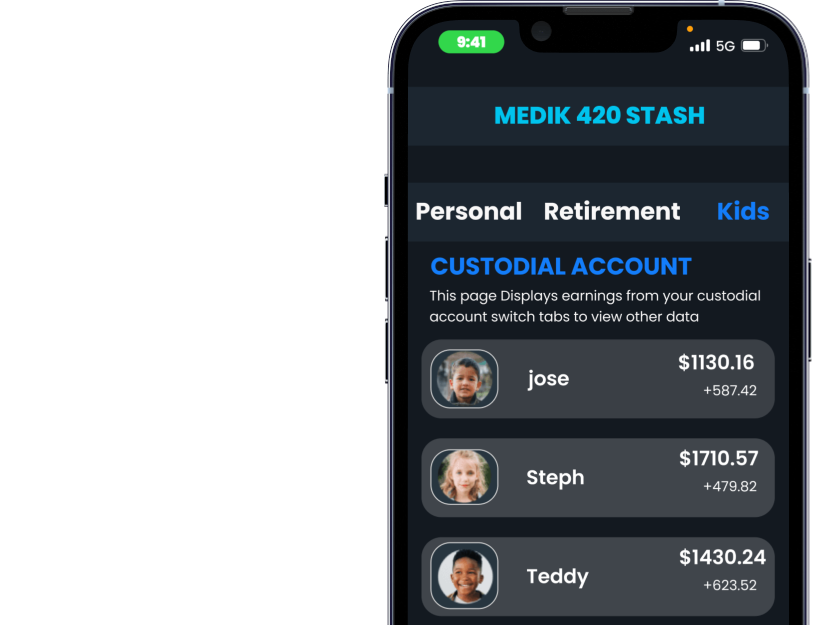 9:41
5G
MEDIK 420 STASH
Personal Retirement Kids
CUSTODIAL ACCOUNT
This page Displays earnings from your custodial
account switch tabs to view other data
jose
$1130.16
+587.42
Steph
$1710.57
+479.82
Teddy
$1430.24
+623.52